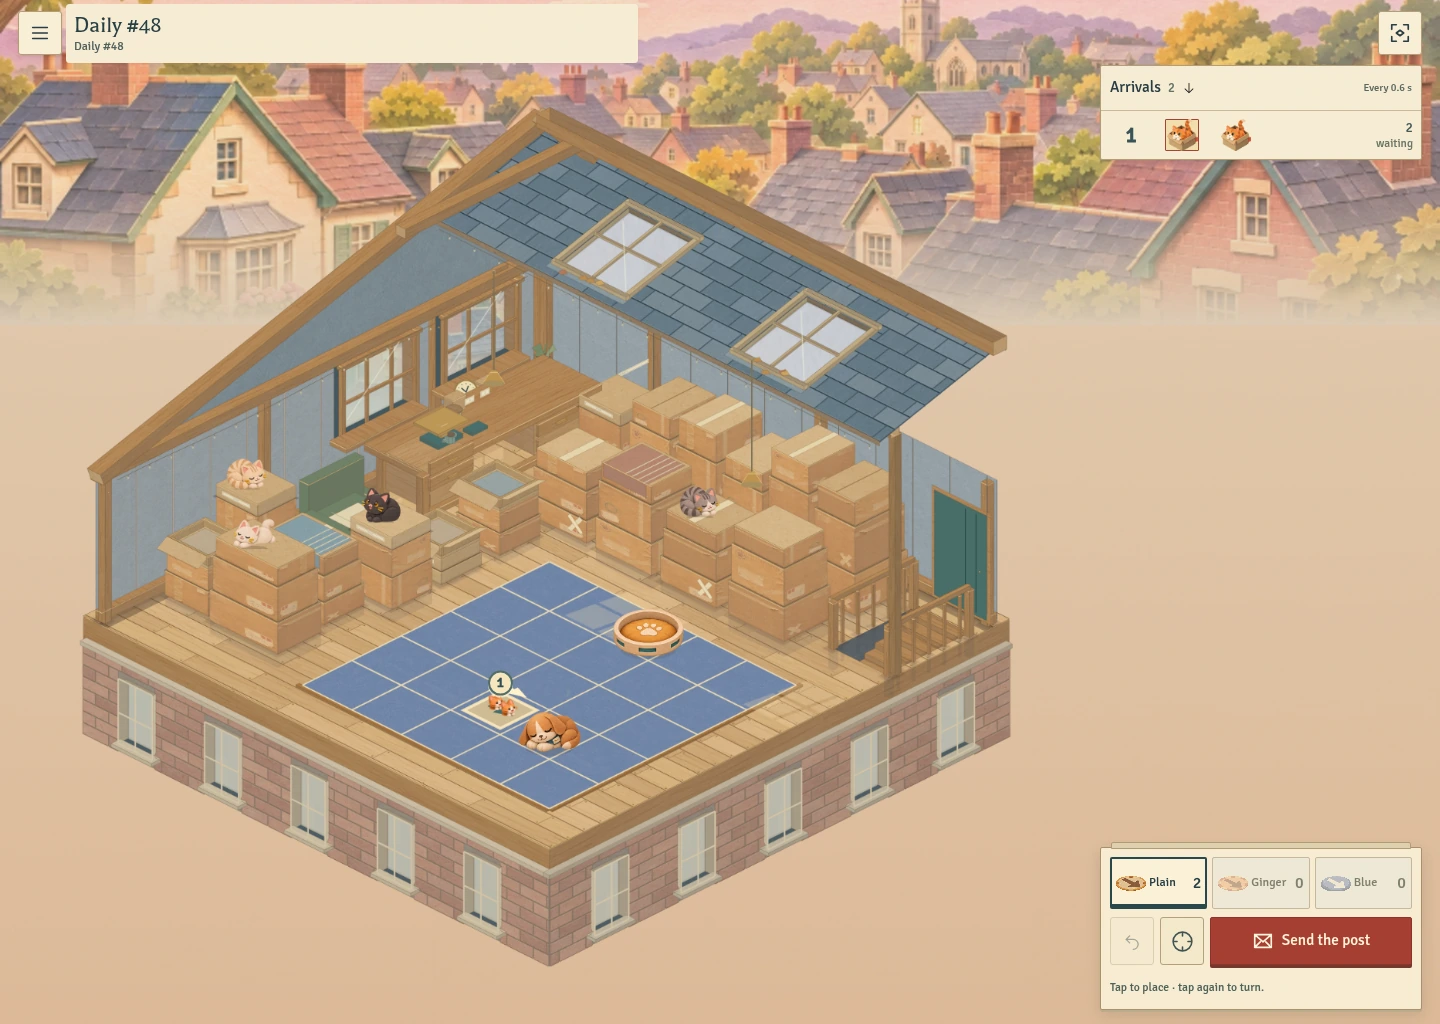 Daily #48
Daily #48
Arrivals 2 ↓ Every 0.6 s
1
2
waiting
1
Plain 2
Ginger 0
Blue 0
Send the post
Tap to place · tap again to turn.